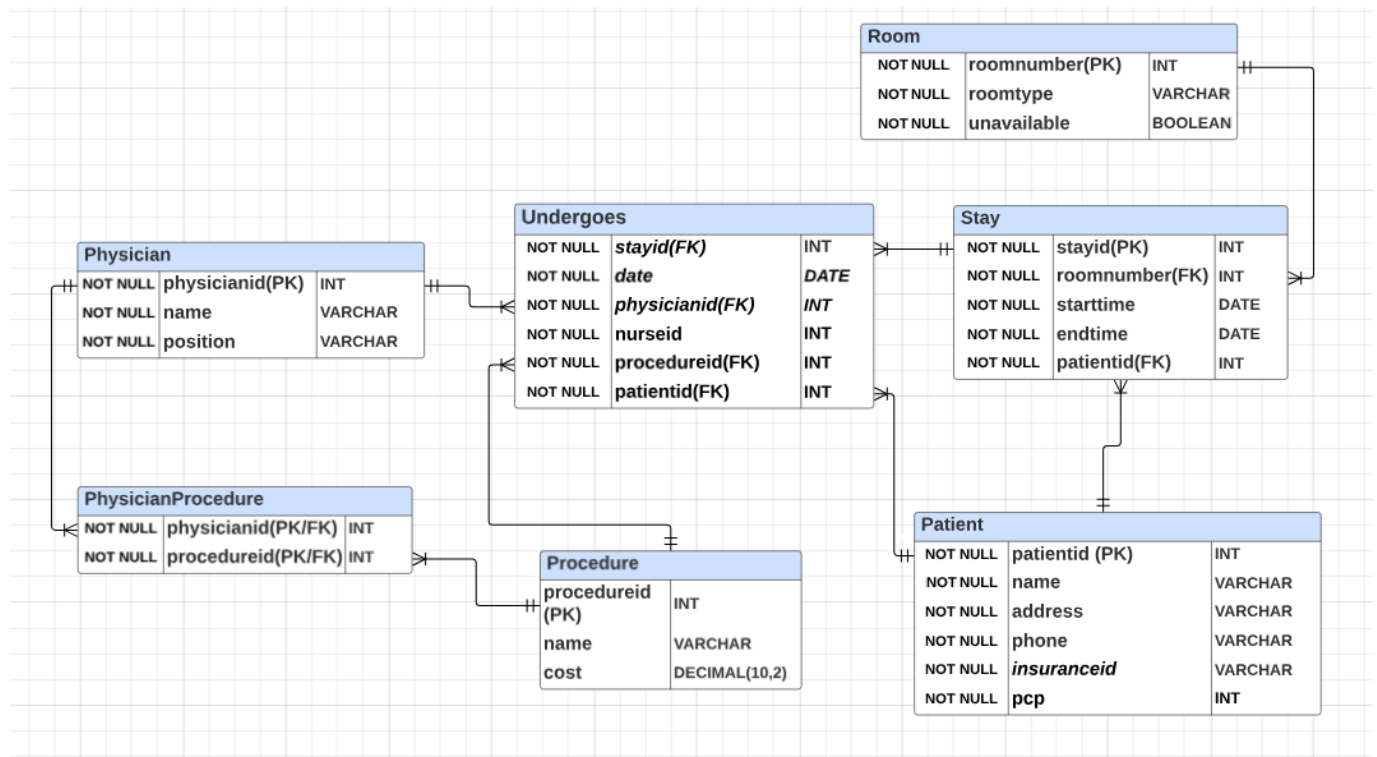 Room
NOT NULL roomnumber(PK) INT
NOT NULL roomtype VARCHAR
NOT NULL unavailable BOOLEAN
Undergoes
NOT NULL stayid(FK) INT
NOT NULL date DATE
NOT NULL physicianid(FK) INT
NOT NULL nurseid INT
NOT NULL procedureid(FK) INT
NOT NULL patientid(FK) INT
Stay
NOT NULL stayid(PK) INT
NOT NULL roomnumber(FK) INT
NOT NULL starttime DATE
NOT NULL endtime DATE
NOT NULL patientid(FK) INT
Physician
NOT NULL physicianid(PK) INT
NOT NULL name VARCHAR
NOT NULL position VARCHAR
PhysicianProcedure
NOT NULL physicianid(PK/FK) INT
NOT NULL procedureid(PK/FK) INT
Procedure
procedureid
(PK) INT
name VARCHAR
cost DECIMAL(10,2)
Patient
NOT NULL patientid (PK) INT
NOT NULL name VARCHAR
NOT NULL address VARCHAR
NOT NULL phone VARCHAR
NOT NULL insuranceid VARCHAR
NOT NULL pcp INT